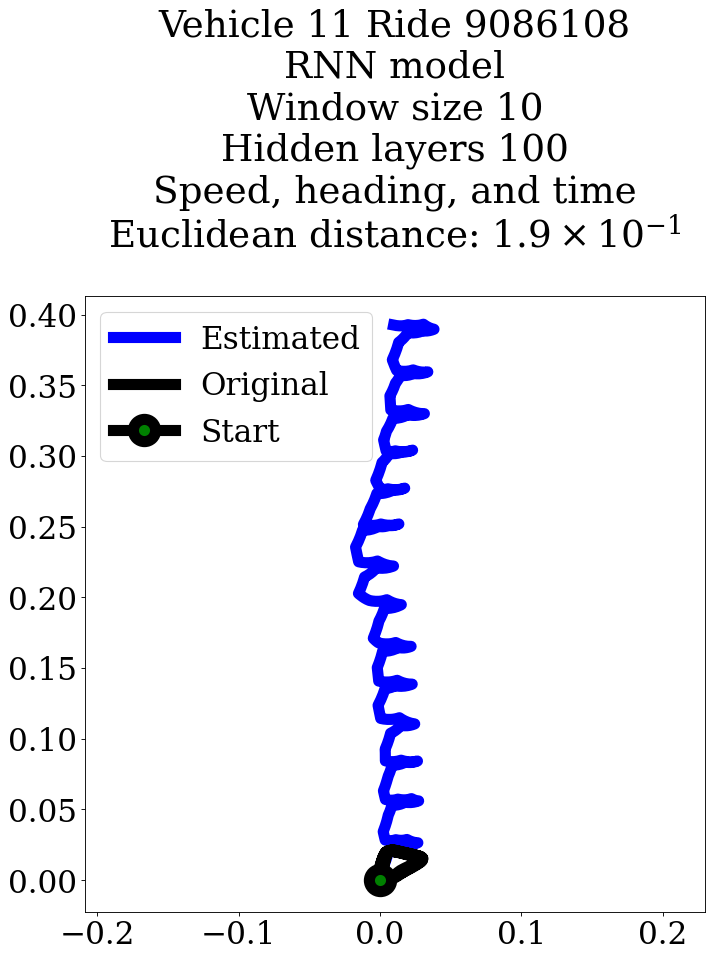 Vehicle 11 Ride 9086108
RNN model
Window size 10
Hidden layers 100
Speed, heading, and time
Euclidean distance: 1.9 × 10⁻¹
Estimated
Original
Start
0.40
0.35
0.30
0.25
0.20
0.15
0.10
0.05
0.00
−0.2 −0.1 0.0 0.1 0.2